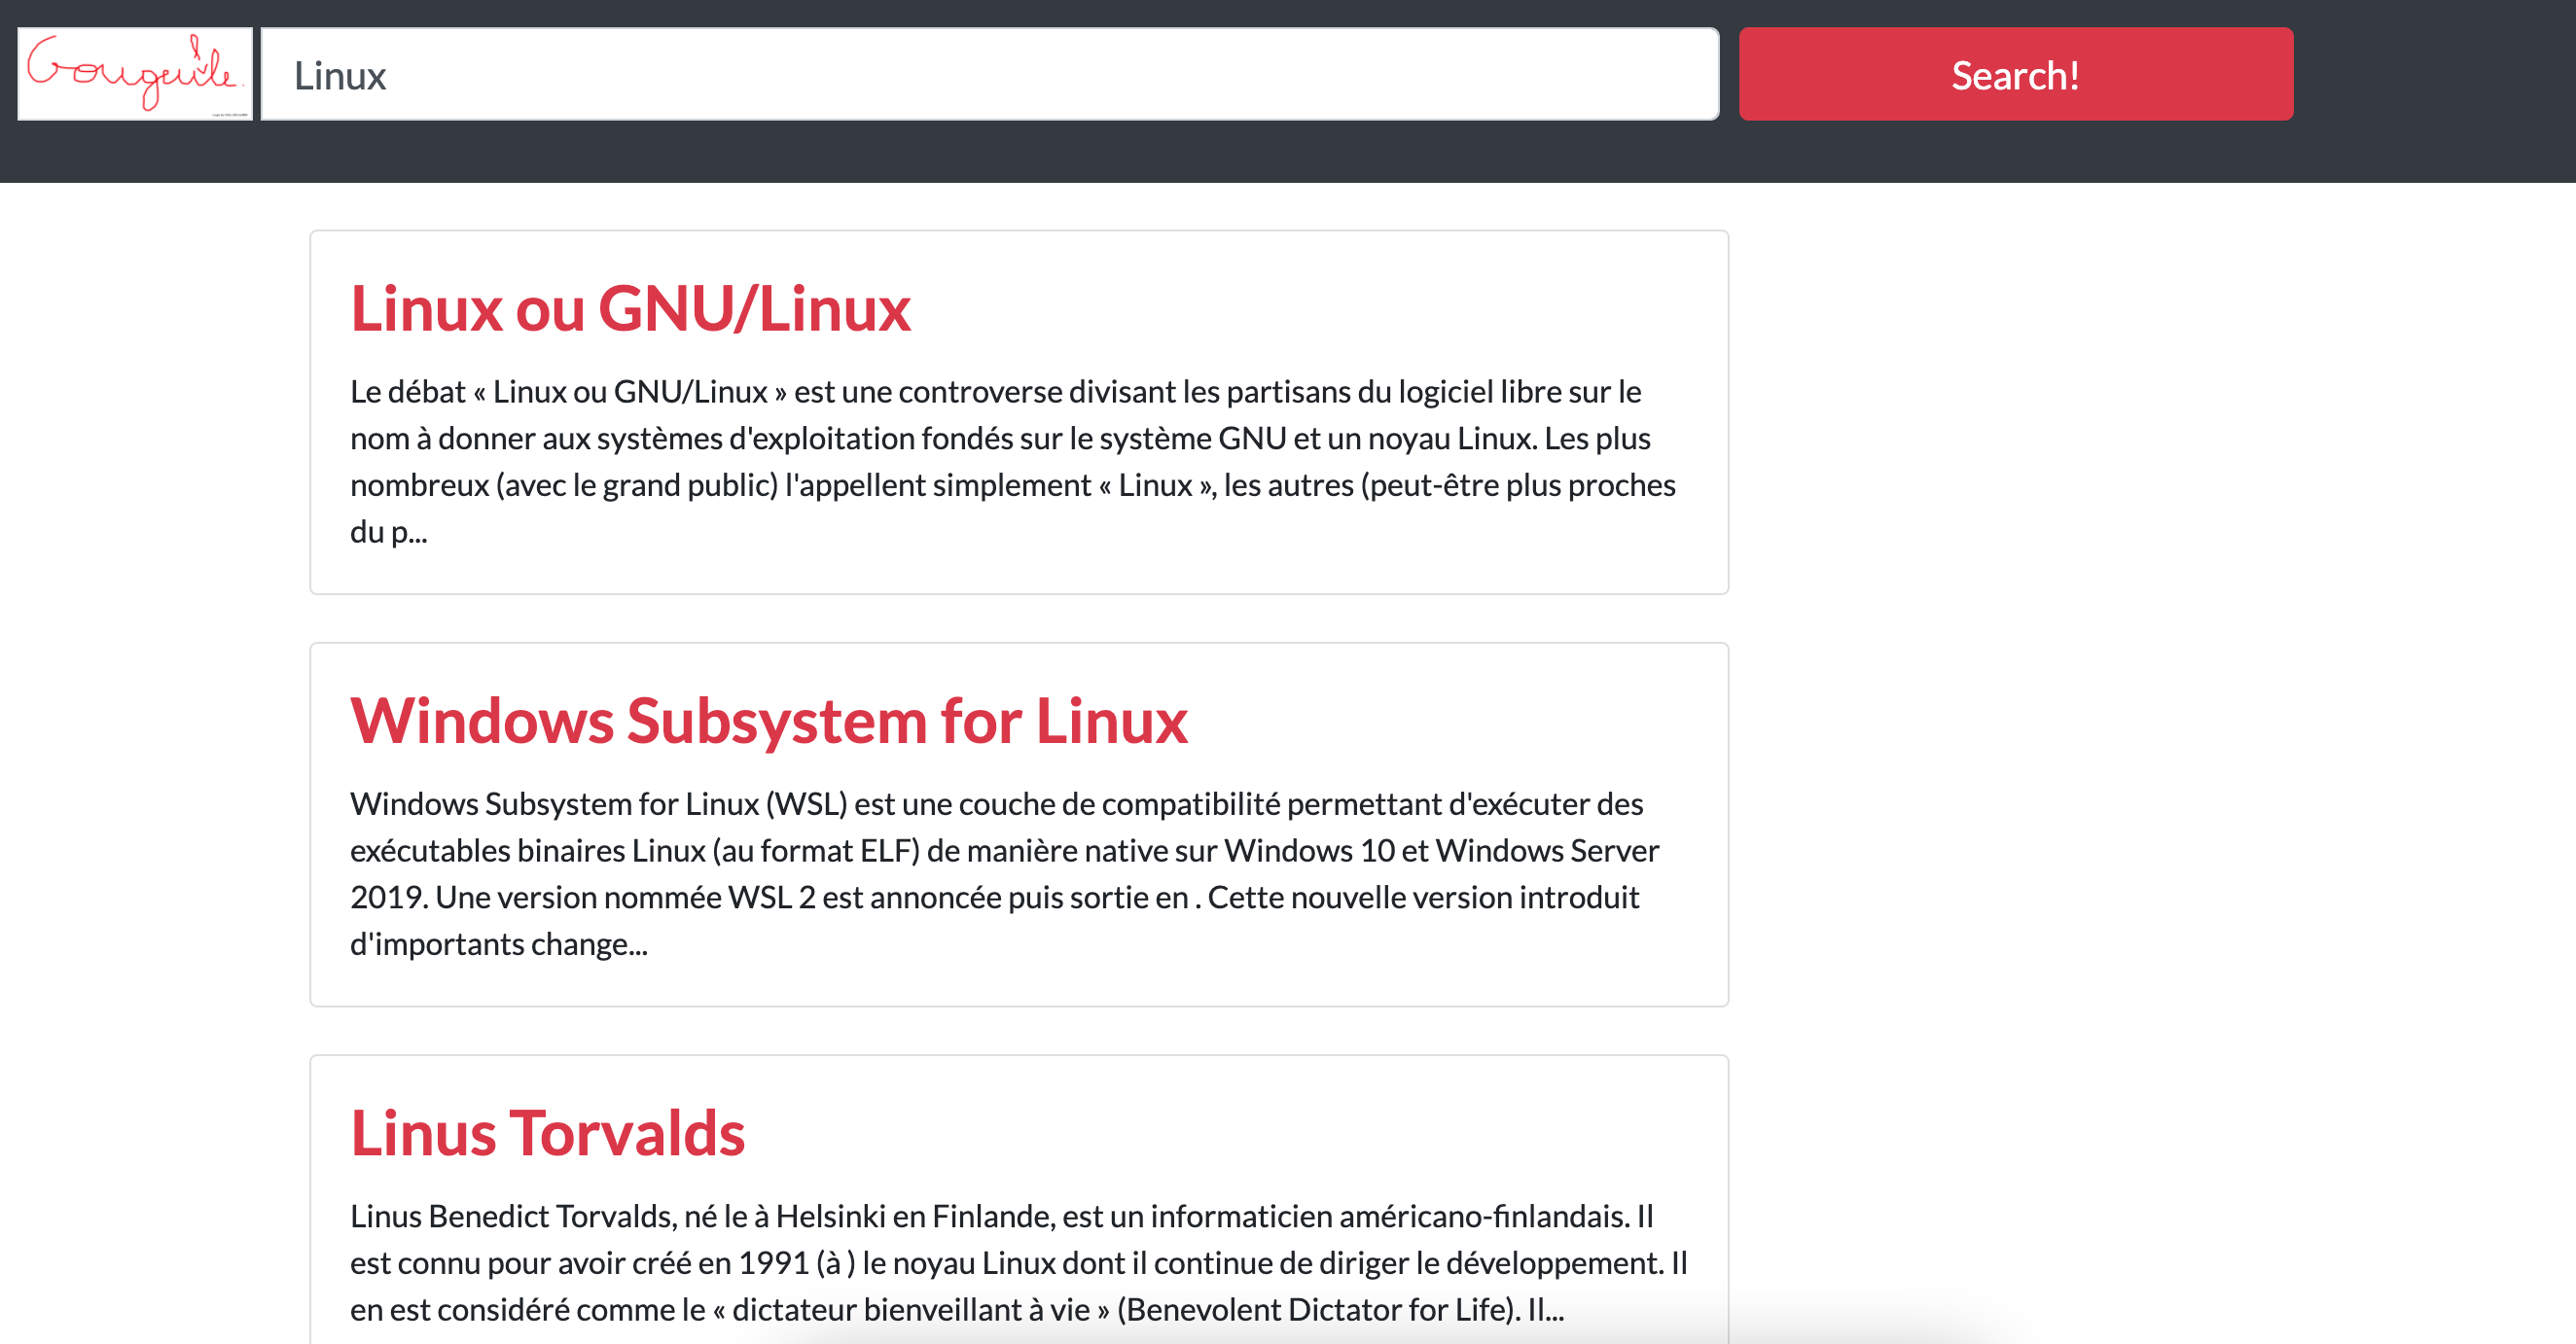 Gougeule.
Linux
Search!
Linux ou GNU/Linux
Le débat « Linux ou GNU/Linux » est une controverse divisant les partisans du logiciel libre sur le
nom à donner aux systèmes d'exploitation fondés sur le système GNU et un noyau Linux. Les plus
nombreux (avec le grand public) l'appellent simplement « Linux », les autres (peut-être plus proches
du p...
Windows Subsystem for Linux
Windows Subsystem for Linux (WSL) est une couche de compatibilité permettant d'exécuter des
exécutables binaires Linux (au format ELF) de manière native sur Windows 10 et Windows Server
2019. Une version nommée WSL 2 est annoncée puis sortie en . Cette nouvelle version introduit
d'importants change...
Linus Torvalds
Linus Benedict Torvalds, né le à Helsinki en Finlande, est un informaticien américano-finlandais. Il
est connu pour avoir créé en 1991 (à ) le noyau Linux dont il continue de diriger le développement. Il
en est considéré comme le « dictateur bienveillant à vie » (Benevolent Dictator for Life). Il...